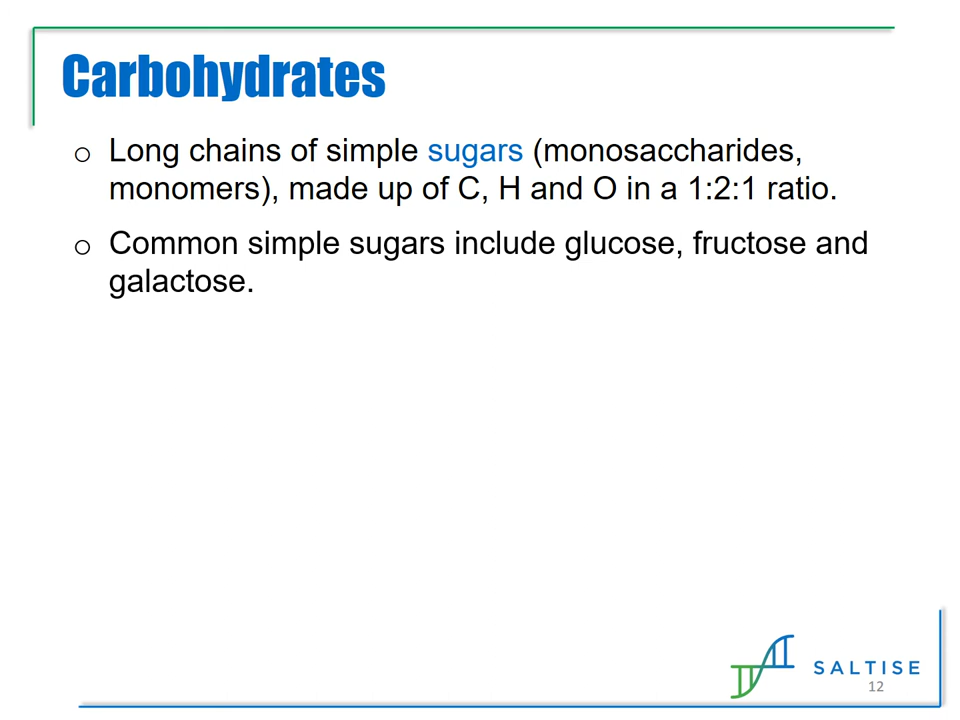 Carbohydrates
o Long chains of simple sugars (monosaccharides,
monomers), made up of C, H and O in a 1:2:1 ratio.
o Common simple sugars include glucose, fructose and
galactose.
SALTISE
12